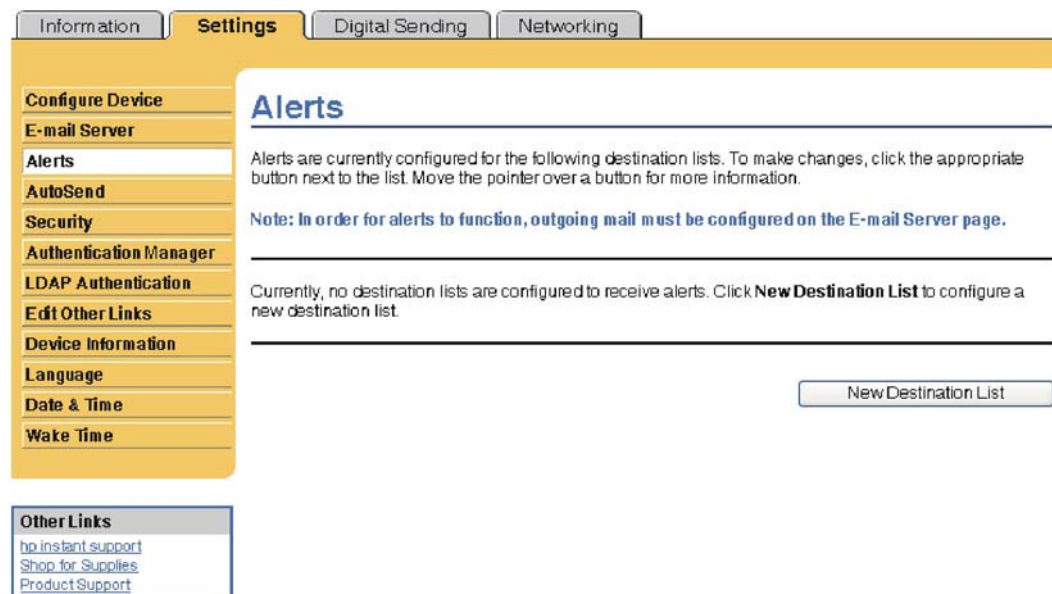 Information
Settings
Digital Sending
Networking
Configure Device
E-mail Server
Alerts
AutoSend
Security
Authentication Manager
LDAP Authentication
Edit Other Links
Device Information
Language
Date & Time
Wake Time
Other Links
hp instant support
Shop for Supplies
Product Support
Alerts
Alerts are currently configured for the following destination lists. To make changes, click the appropriate
button next to the list. Move the pointer over a button for more information.
Note: In order for alerts to function, outgoing mail must be configured on the E-mail Server page.
Currently, no destination lists are configured to receive alerts. Click New Destination List to configure a
new destination list.
New Destination List